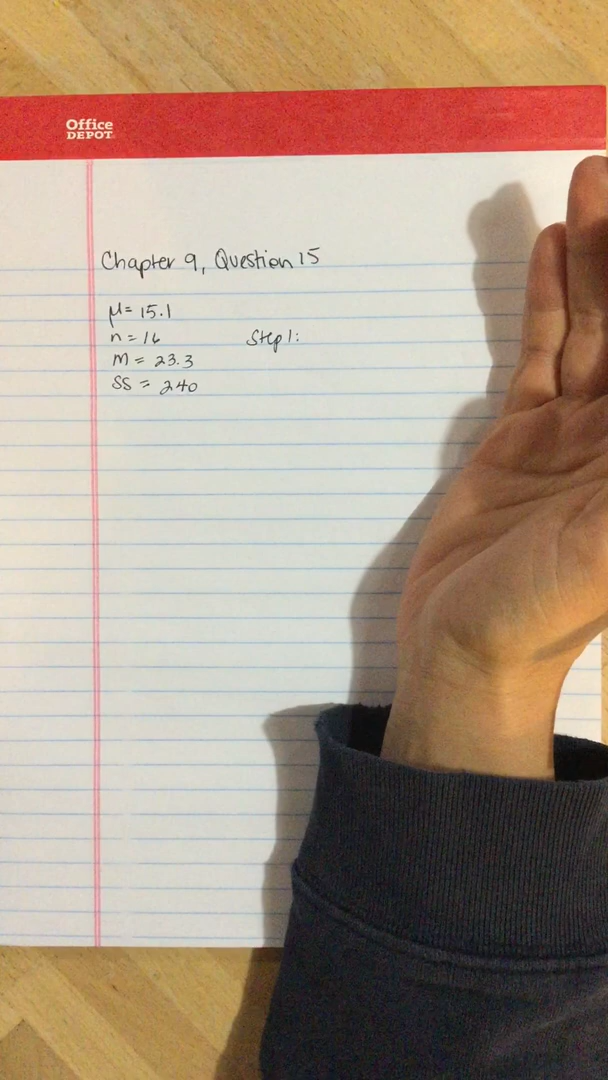 Office
DEPOT
Chapter 9, Question 15
μ = 15.1
n = 16
Step 1:
M = 23.3
SS = 240